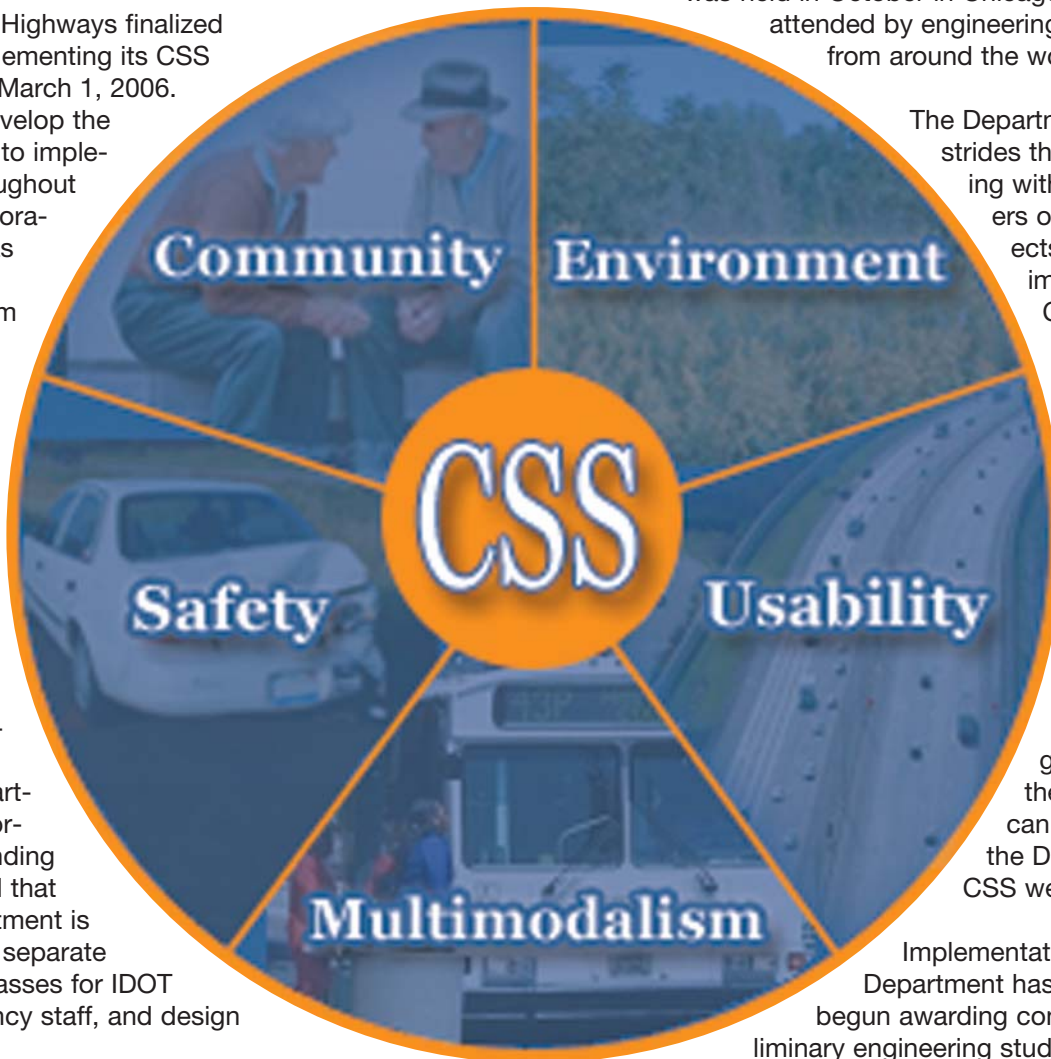 Highways finalized
ementing its CSS
March 1, 2006.
velop the
to imple-
ughout
ora-
s
m
art-
or-
nding
l that
tment is
separate
asses for IDOT
ncy staff, and design
Community
Environment
CSS
Safety
Usability
Multimodalism
was held in October in Chicago
attended by engineering
from around the wo
The Departm
strides th
ing with
ers o
ects
im
C
g
the
can
the D
CSS we
Implementat
Department has
begun awarding con
liminary engineering stud